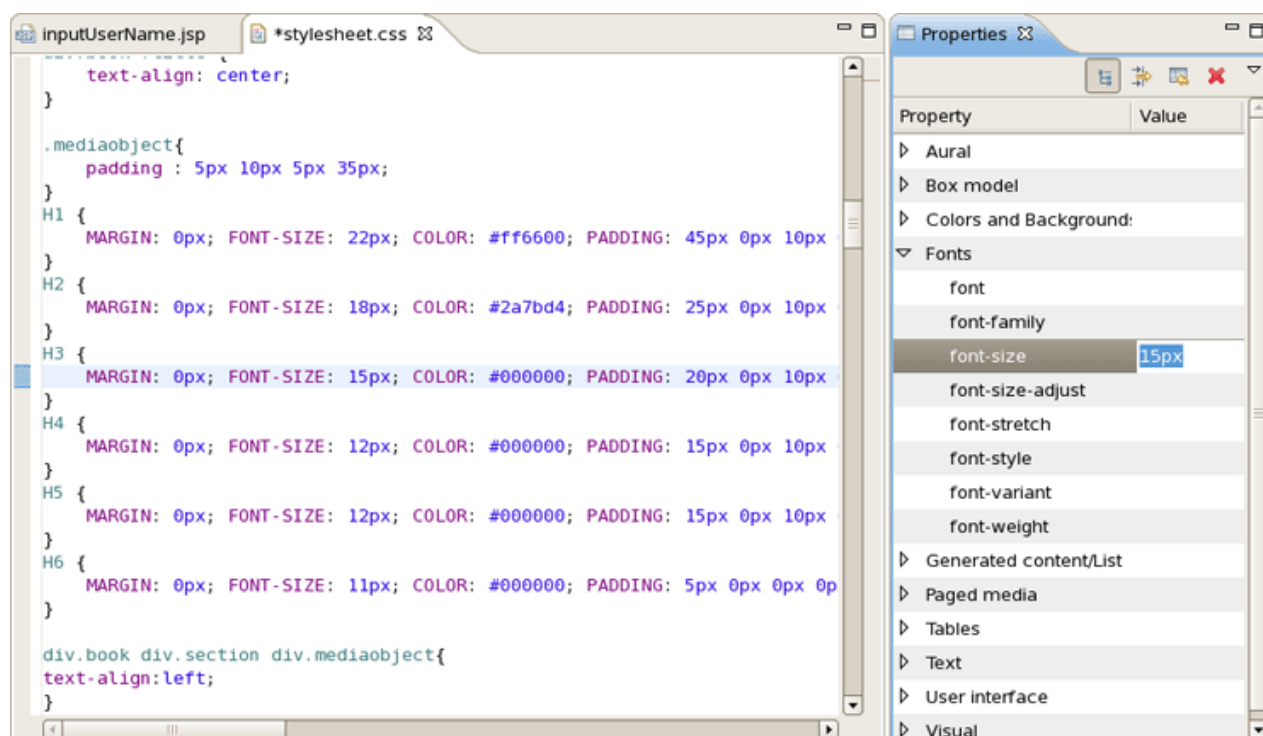 inputUserName.jsp
*stylesheet.css
text-align: center;
}
.mediaobject{
padding : 5px 10px 5px 35px;
}
H1 {
MARGIN: 0px; FONT-SIZE: 22px; COLOR: #ff6600; PADDING: 45px 0px 10px
}
H2 {
MARGIN: 0px; FONT-SIZE: 18px; COLOR: #2a7bd4; PADDING: 25px 0px 10px
}
H3 {
MARGIN: 0px; FONT-SIZE: 15px; COLOR: #000000; PADDING: 20px 0px 10px
}
H4 {
MARGIN: 0px; FONT-SIZE: 12px; COLOR: #000000; PADDING: 15px 0px 10px
}
H5 {
MARGIN: 0px; FONT-SIZE: 12px; COLOR: #000000; PADDING: 15px 0px 10px
}
H6 {
MARGIN: 0px; FONT-SIZE: 11px; COLOR: #000000; PADDING: 5px 0px 0px 0p
}
div.book div.section div.mediaobject{
text-align:left;
}
Properties
Property Value
Aural
Box model
Colors and Backgrounds
Fonts
font
font-family
font-size 15px
font-size-adjust
font-stretch
font-style
font-variant
font-weight
Generated content/List
Paged media
Tables
Text
User interface
Visual